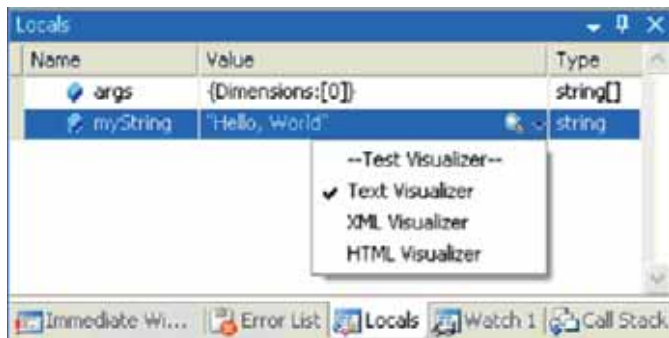 Locals
Name Value Type
args {Dimensions:[0]} string[]
myString "Hello, World" string
--Test Visualizer--
Text Visualizer
XML Visualizer
HTML Visualizer
Immediate Wi... Error List Locals Watch 1 Call Stack